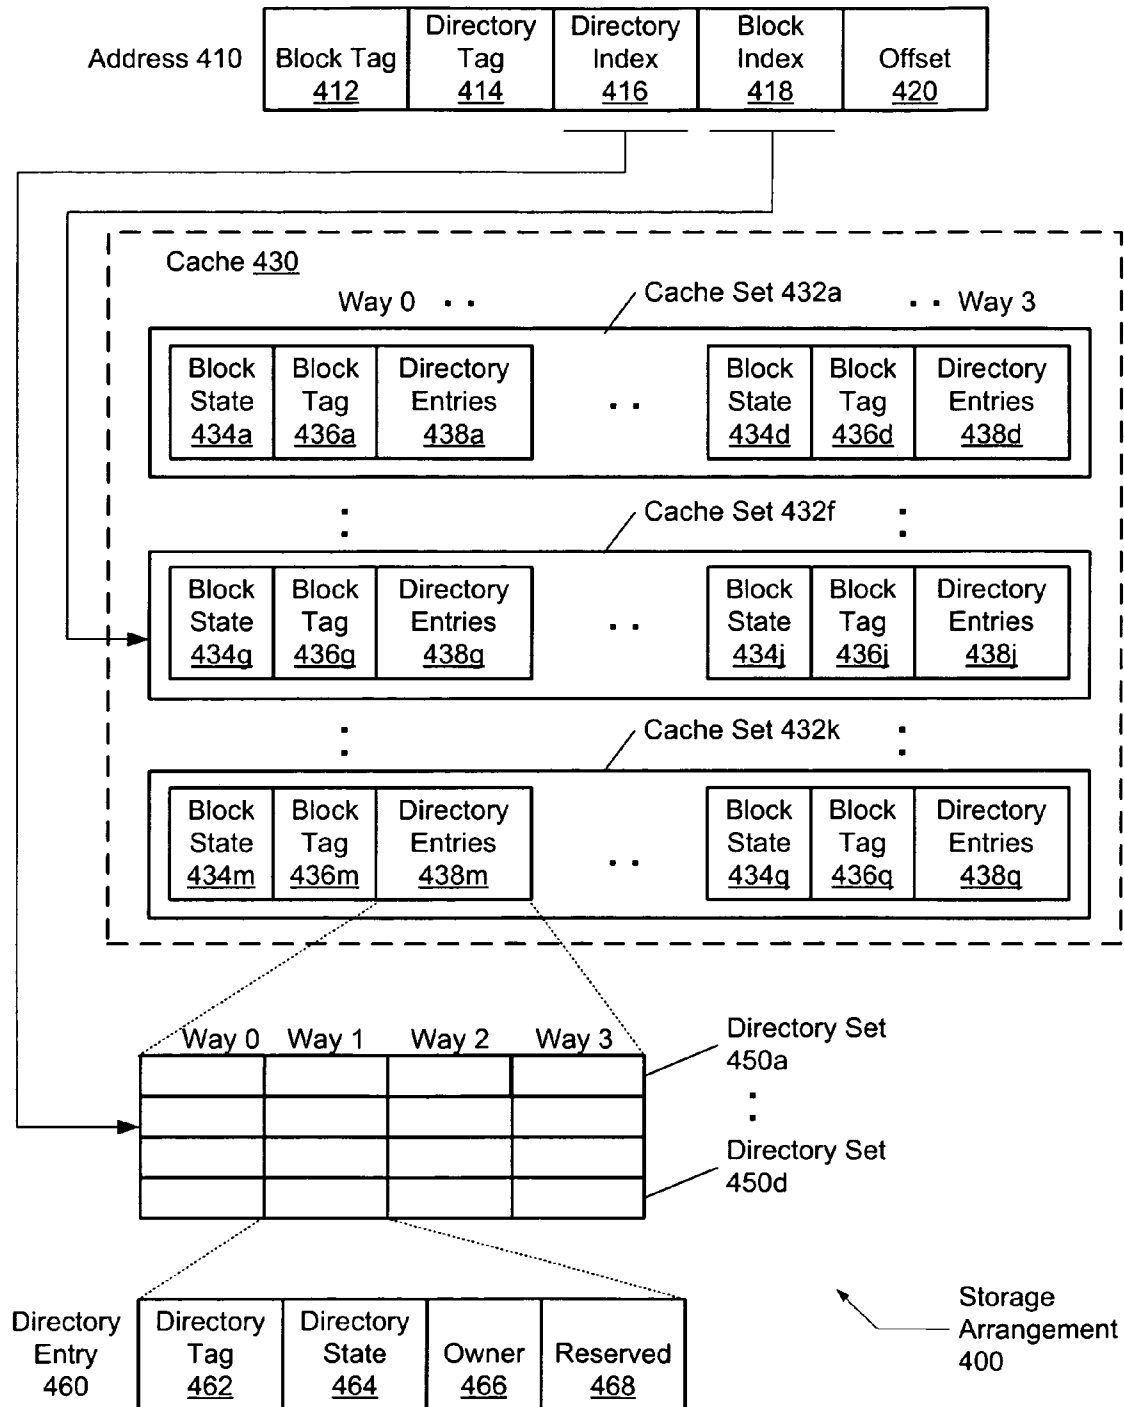 Address 410
Block Tag
412
Directory
Tag
414
Directory
Index
416
Block
Index
418
Offset
420
Cache 430
Way 0 . .
Cache Set 432a
. . Way 3
Block
State
434a
Block
Tag
436a
Directory
Entries
438a
. .
Block
State
434d
Block
Tag
436d
Directory
Entries
438d
Cache Set 432f
Block
State
434g
Block
Tag
436g
Directory
Entries
438g
. .
Block
State
434j
Block
Tag
436j
Directory
Entries
438j
Cache Set 432k
Block
State
434m
Block
Tag
436m
Directory
Entries
438m
. .
Block
State
434q
Block
Tag
436q
Directory
Entries
438q
Way 0 Way 1 Way 2 Way 3
Directory Set
450a
Directory Set
450d
Directory
Entry
460
Directory
Tag
462
Directory
State
464
Owner
466
Reserved
468
Storage
Arrangement
400